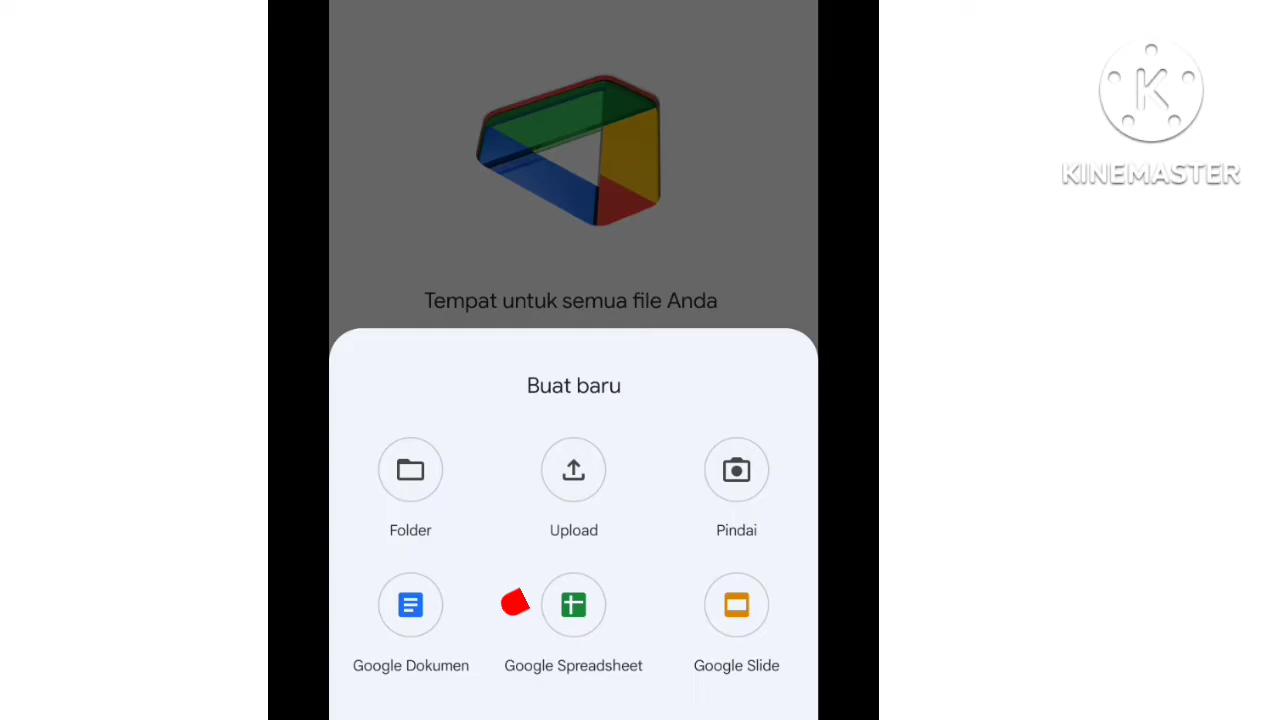 K
KINEMASTER
Tempat untuk semua file Anda
Buat baru
Folder
Upload
Pindai
Google Dokumen
Google Spreadsheet
Google Slide